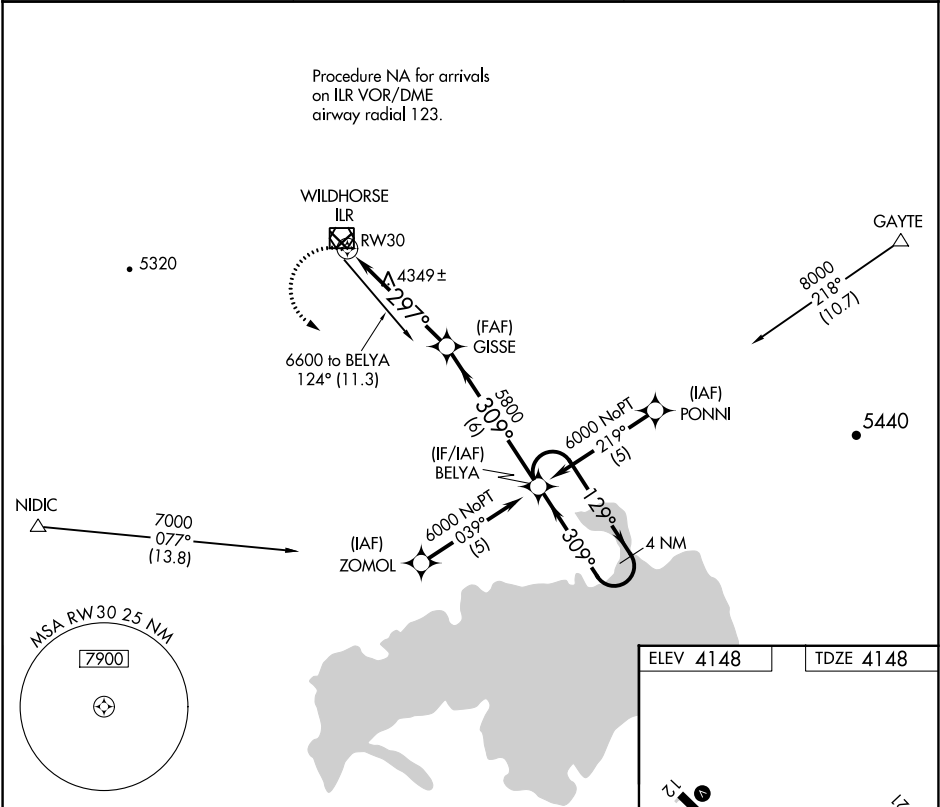 Procedure NA for arrivals
on ILR VOR/DME
airway radial 123.
WILDHORSE
ILR
RW30
GAYTE
5320
4349±
297°
8000
218°
(10.7)
6600 to BELYA
124° (11.3)
(FAF)
GISSE
5800
309°
(6)
(IAF)
PONNI
6000 NoPT
219°
(5)
5440
(IF/IAF)
BELYA
NIDIC
7000
077°
(13.8)
6000 NoPT
039°
(5)
(IAF)
ZOMOL
129°
309°
4 NM
MSA RW30 25 NM
7900
ELEV 4148
TDZE 4148
12
V